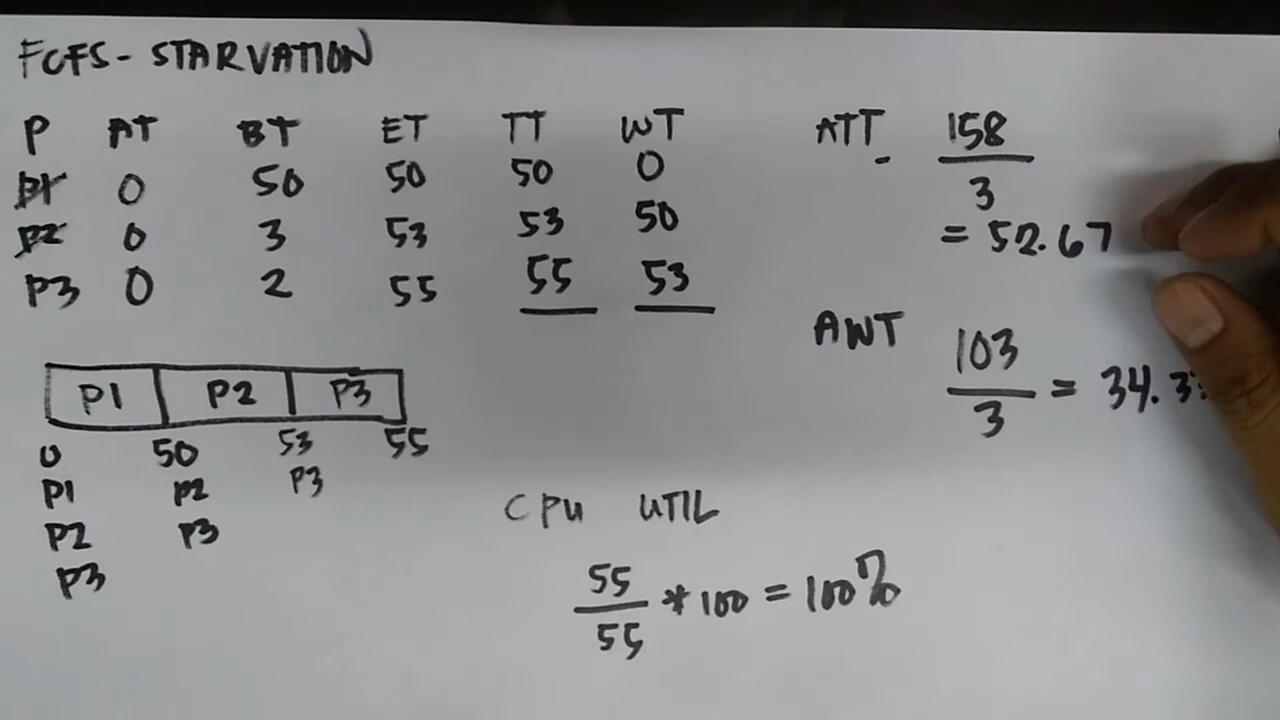 FCFS - STARVATION
P AT BT ET TT WT
P1 0 50 50 50 0
P2 0 3 53 53 50
P3 0 2 55 55 53
ATT 158
3
= 52.67
AWT 103
3 = 34.3
P1 P2 P3
0 50 53 55
P1 P2 P3
P2 P3
P3
CPU UTIL
55
55 * 100 = 100%